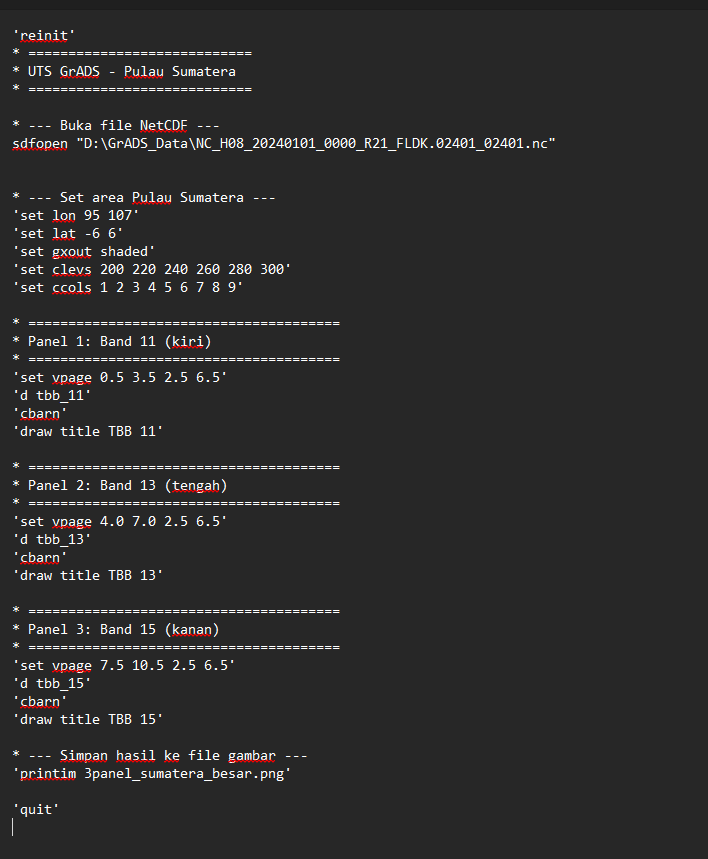 'reinit'
* ============================
* UTS GrADS - Pulau Sumatera
* ============================
* --- Buka file NetCDF ---
sdfopen "D:\GrADS_Data\NC_H08_20240101_0000_R21_FLDK.02401_02401.nc"
* --- Set area Pulau Sumatera ---
'set lon 95 107'
'set lat -6 6'
'set gxout shaded'
'set clevs 200 220 240 260 280 300'
'set ccols 1 2 3 4 5 6 7 8 9'
* =======================================
* Panel 1: Band 11 (kiri)
* =======================================
'set vpage 0.5 3.5 2.5 6.5'
'd tbb_11'
'cbarn'
'draw title TBB 11'
* =======================================
* Panel 2: Band 13 (tengah)
* =======================================
'set vpage 4.0 7.0 2.5 6.5'
'd tbb_13'
'cbarn'
'draw title TBB 13'
* =======================================
* Panel 3: Band 15 (kanan)
* =======================================
'set vpage 7.5 10.5 2.5 6.5'
'd tbb_15'
'cbarn'
'draw title TBB 15'
* --- Simpan hasil ke file gambar ---
'printim 3panel_sumatera_besar.png'
'quit'